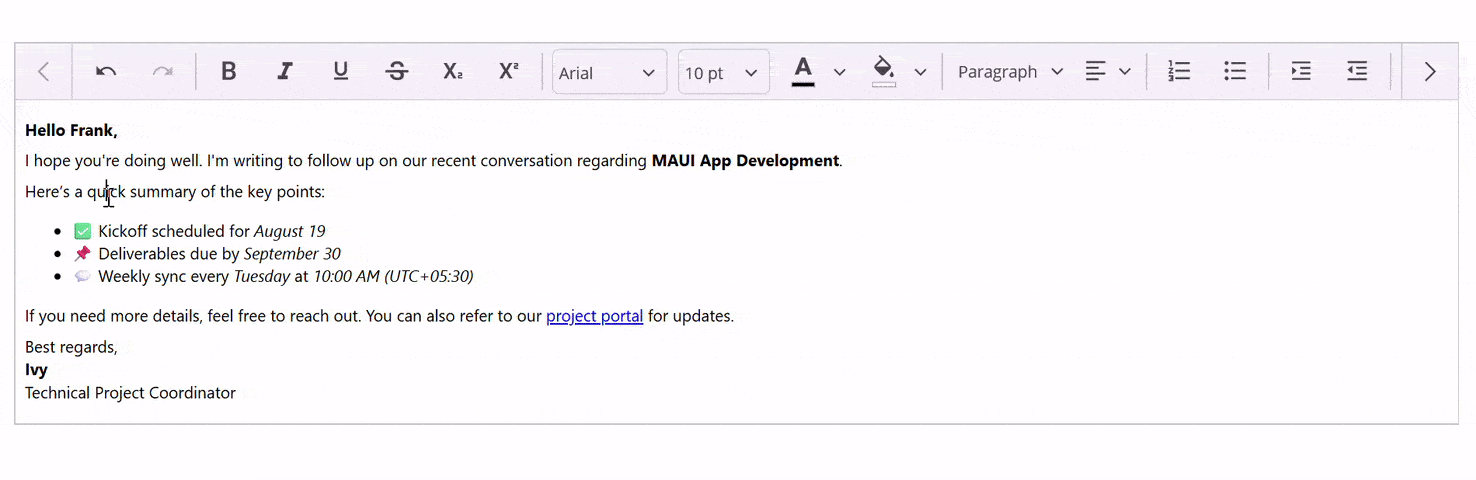 B I U S X₂ X² Arial 10 pt A Paragraph
Hello Frank,
I hope you're doing well. I'm writing to follow up on our recent conversation regarding MAUI App Development.
Here's a quick summary of the key points:
• ✅ Kickoff scheduled for August 19
• 📌 Deliverables due by September 30
• 💬 Weekly sync every Tuesday at 10:00 AM (UTC+05:30)
If you need more details, feel free to reach out. You can also refer to our project portal for updates.
Best regards,
Ivy
Technical Project Coordinator